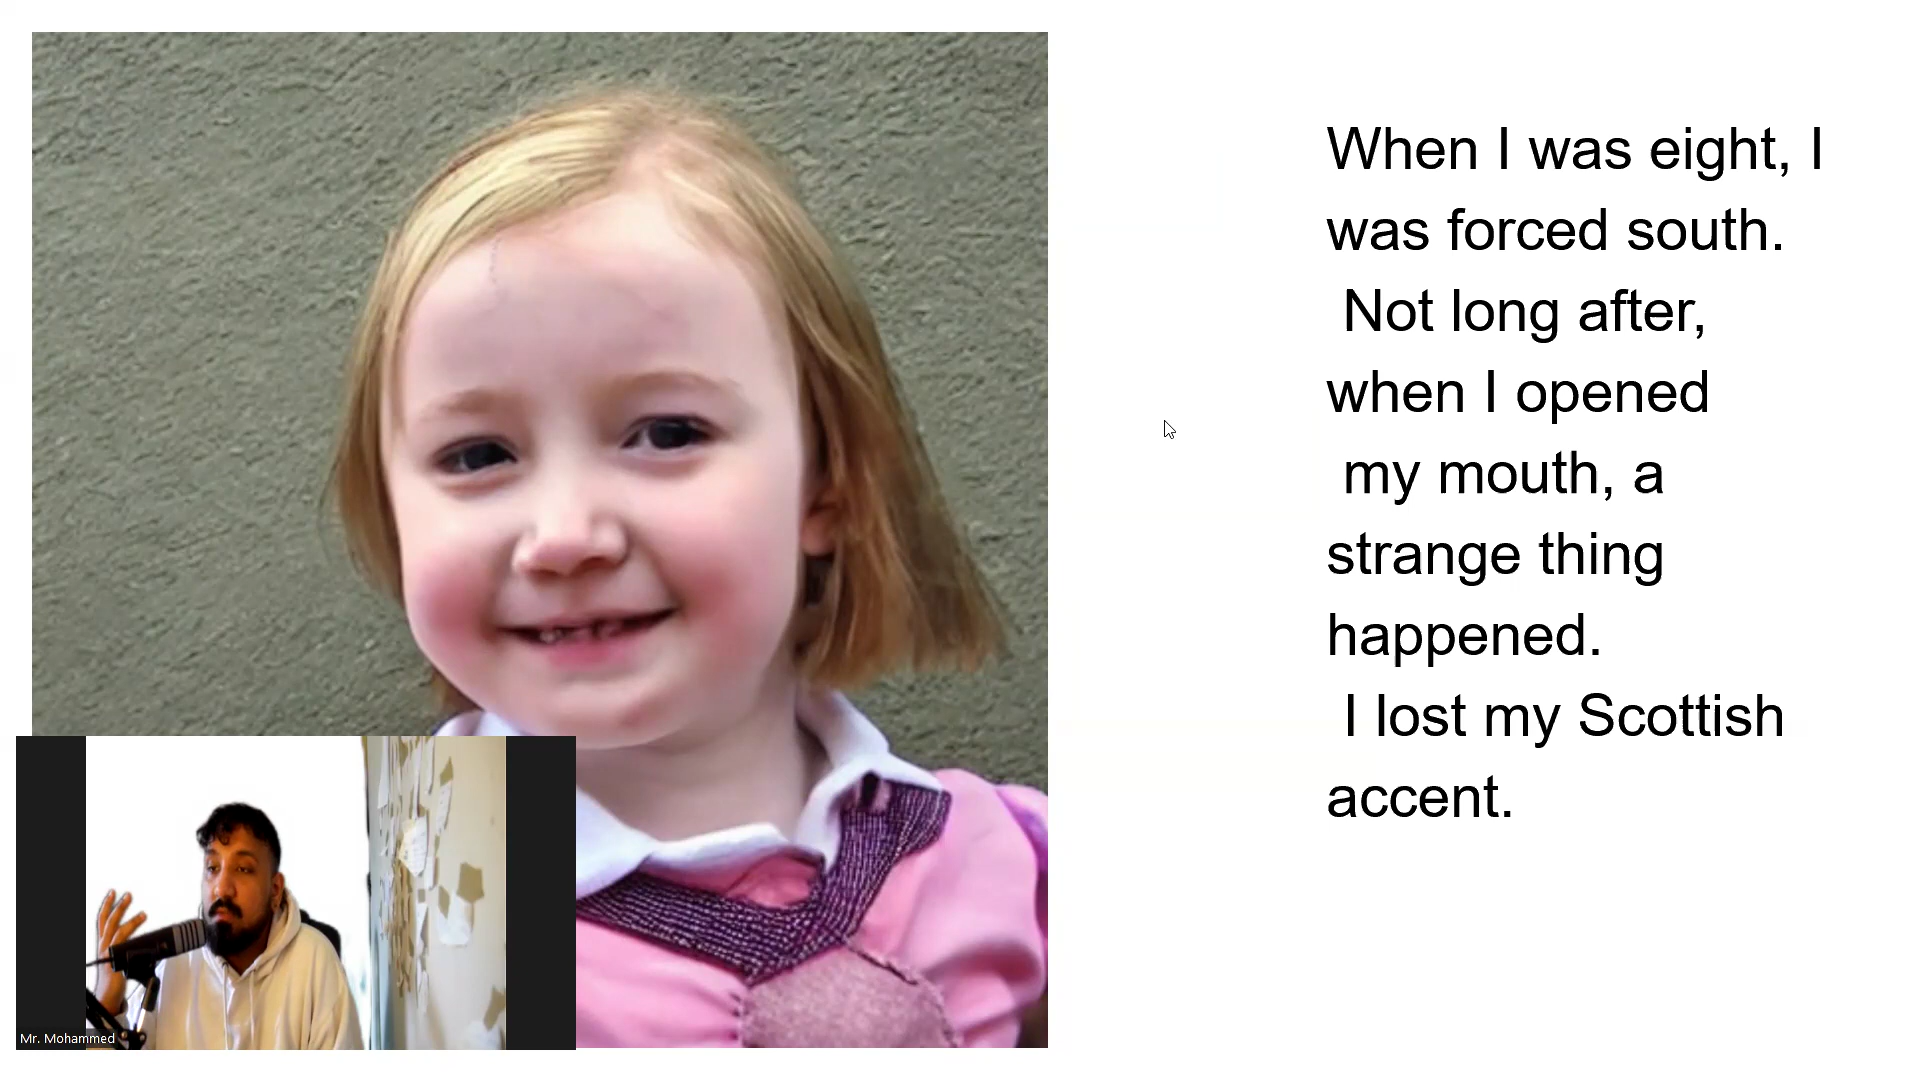 When I was eight, I
was forced south.
Not long after,
when I opened
my mouth, a
strange thing
happened.
I lost my Scottish
accent.
Mr. Mohammed